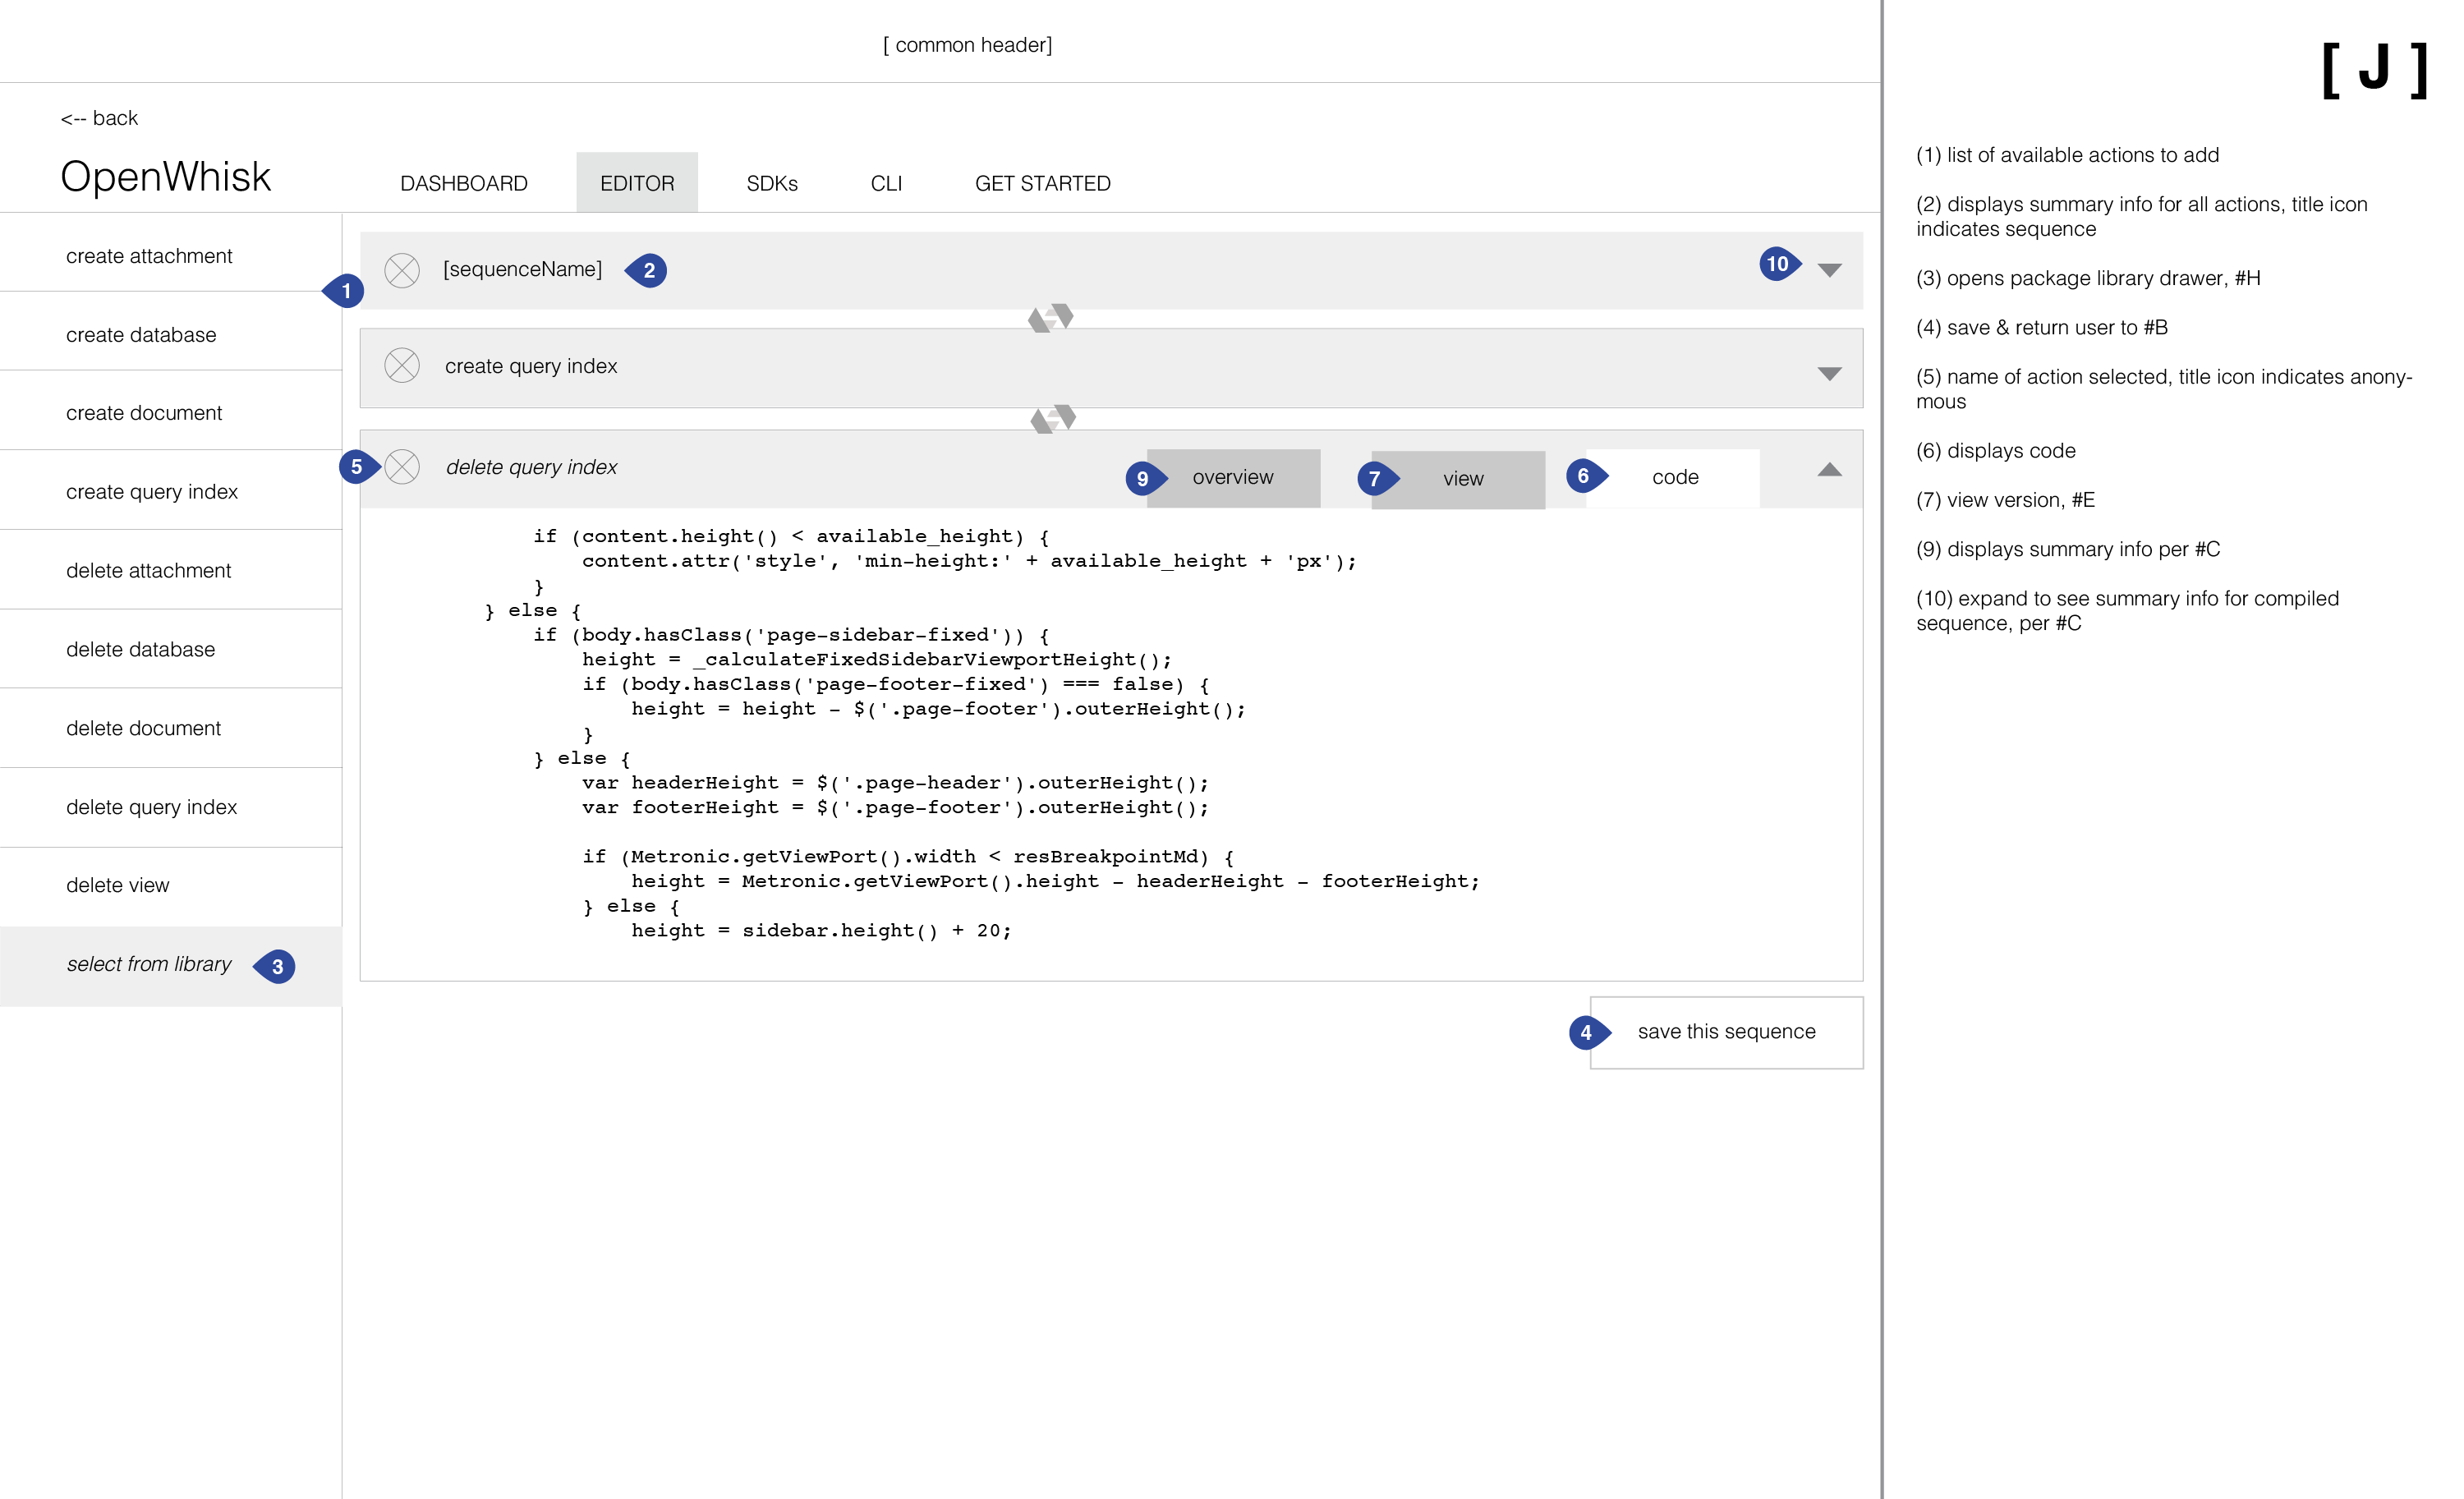 [ common header]
<-- back
OpenWhisk
DASHBOARD
EDITOR
SDKs
CLI
GET STARTED
create attachment
1
create database
create document
create query index
delete attachment
delete database
delete document
delete query index
delete view
select from library
3
[sequenceName]
2
10
create query index
5
delete query index
9
overview
7
view
6
code
if (content.height() < available_height) {
content.attr('style', 'min-height:' + available_height + 'px');
}
} else {
if (body.hasClass('page-sidebar-fixed')) {
height = _calculateFixedSidebarViewportHeight();
if (body.hasClass('page-footer-fixed') === false) {
height = height - $('.page-footer').outerHeight();
}
} else {
var headerHeight = $('.page-header').outerHeight();
var footerHeight = $('.page-footer').outerHeight();
if (Metronic.getViewPort().width < resBreakpointMd) {
height = Metronic.getViewPort().height - headerHeight - footerHeight;
} else {
height = sidebar.height() + 20;
4
save this sequence
[ J ]
(1) list of available actions to add
(2) displays summary info for all actions, title icon
indicates sequence
(3) opens package library drawer, #H
(4) save & return user to #B
(5) name of action selected, title icon indicates anony-
mous
(6) displays code
(7) view version, #E
(9) displays summary info per #C
(10) expand to see summary info for compiled
sequence, per #C